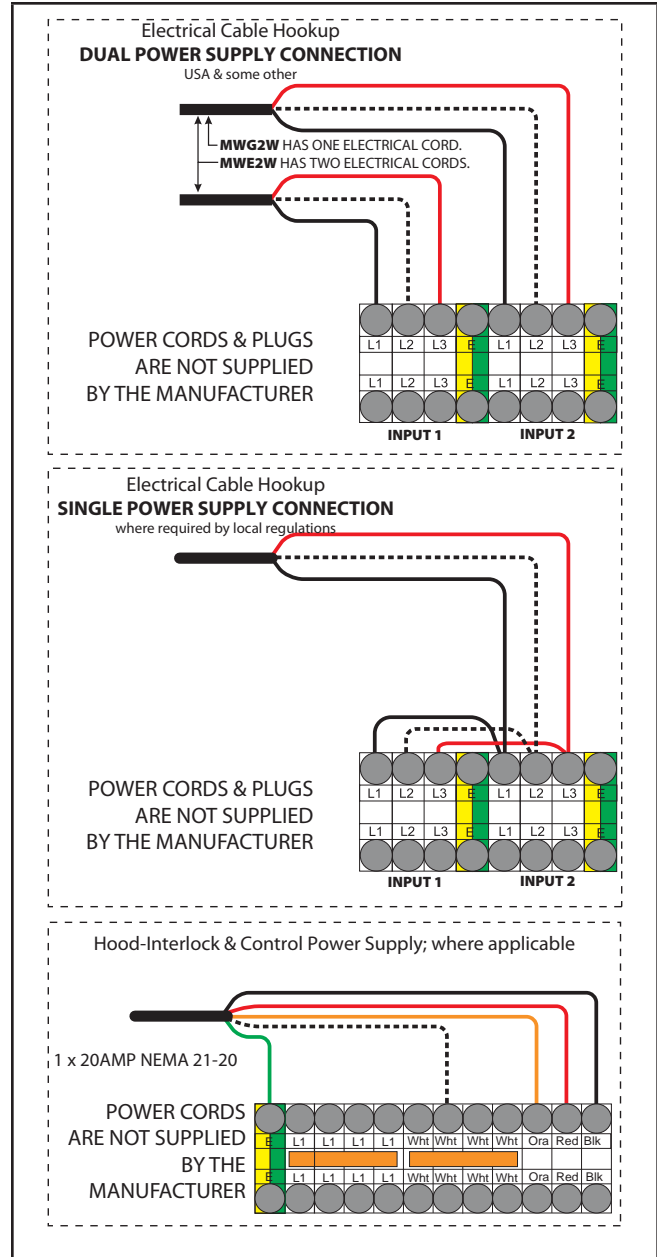 Electrical Cable Hookup
DUAL POWER SUPPLY CONNECTION
USA & some other
MWG2W HAS ONE ELECTRICAL CORD.
MWE2W HAS TWO ELECTRICAL CORDS.
POWER CORDS & PLUGS
ARE NOT SUPPLIED
BY THE MANUFACTURER
L1 L2 L3 E L1 L2 L3 E
L1 L2 L3 E L1 L2 L3 E
INPUT 1 INPUT 2
Electrical Cable Hookup
SINGLE POWER SUPPLY CONNECTION
where required by local regulations
POWER CORDS & PLUGS
ARE NOT SUPPLIED
BY THE MANUFACTURER
L1 L2 L3 E L1 L2 L3 E
L1 L2 L3 E L1 L2 L3 E
INPUT 1 INPUT 2
Hood-Interlock & Control Power Supply; where applicable
1 x 20AMP NEMA 21-20
POWER CORDS
ARE NOT SUPPLIED
BY THE
MANUFACTURER
E L1 L1 L1 L1 Wht Wht Wht Wht Ora Red Blk
E L1 L1 L1 L1 Wht Wht Wht Wht Ora Red Blk